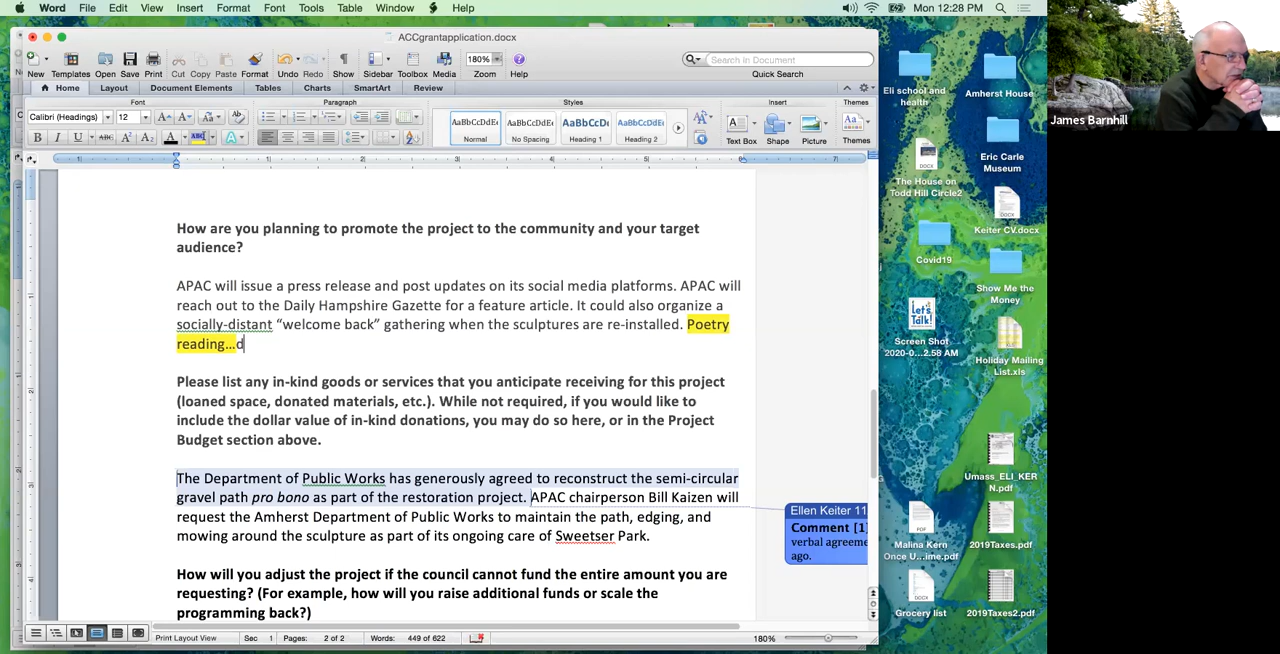 Word File Edit View Insert Format Font Tools Table Window Help Mon 12:28 PM
ACCgrantapplication.docx
New Templates Open Save Print Cut Copy Paste Format Undo Redo Show Sidebar Toolbox Media 180% Zoom Help Search in Document Quick Search
Home Layout Document Elements Tables Charts SmartArt Review
Font Paragraph Styles Insert Themes
Calibri (Headings) 12
AaBbCcDdE Normal AaBbCcDdE No Spacing AaBbCcDc Heading 1 AaBbCcDdEe Heading 2 Text Box Shape Picture Themes
How are you planning to promote the project to the community and your target
audience?
APAC will issue a press release and post updates on its social media platforms. APAC will
reach out to the Daily Hampshire Gazette for a feature article. It could also organize a
socially-distant “welcome back” gathering when the sculptures are re-installed. Poetry
reading…d
Please list any in-kind goods or services that you anticipate receiving for this project
(loaned space, donated materials, etc.). While not required, if you would like to
include the dollar value of in-kind donations, you may do so here, or in the Project
Budget section above.
The Department of Public Works has generously agreed to reconstruct the semi-circular
gravel path pro bono as part of the restoration project. APAC chairperson Bill Kaizen will
request the Amherst Department of Public Works to maintain the path, edging, and
mowing around the sculpture as part of its ongoing care of Sweetser Park.
How will you adjust the project if the council cannot fund the entire amount you are
requesting? (For example, how will you raise additional funds or scale the
programming back?)
Ellen Keiter 11
Comment [1]
verbal agreeme
ago.
Print Layout View Sec 1 Pages: 2 of 2 Words: 449 of 622 180%
Eli school and
health
Amherst House
The House on
Todd Hill Circle2
Eric Carle
Museum
Keiter CV.docx
Covid19
Show Me the
Money
Let's
Talk!
Screen Shot
2020-0...2.58 AM
Holiday Mailing
List.xls
Umass_ELI_KER
N.pdf
Malina Kern
Once U...ime.pdf
2019Taxes.pdf
Grocery list
2019Taxes2.pdf
James Barnhill